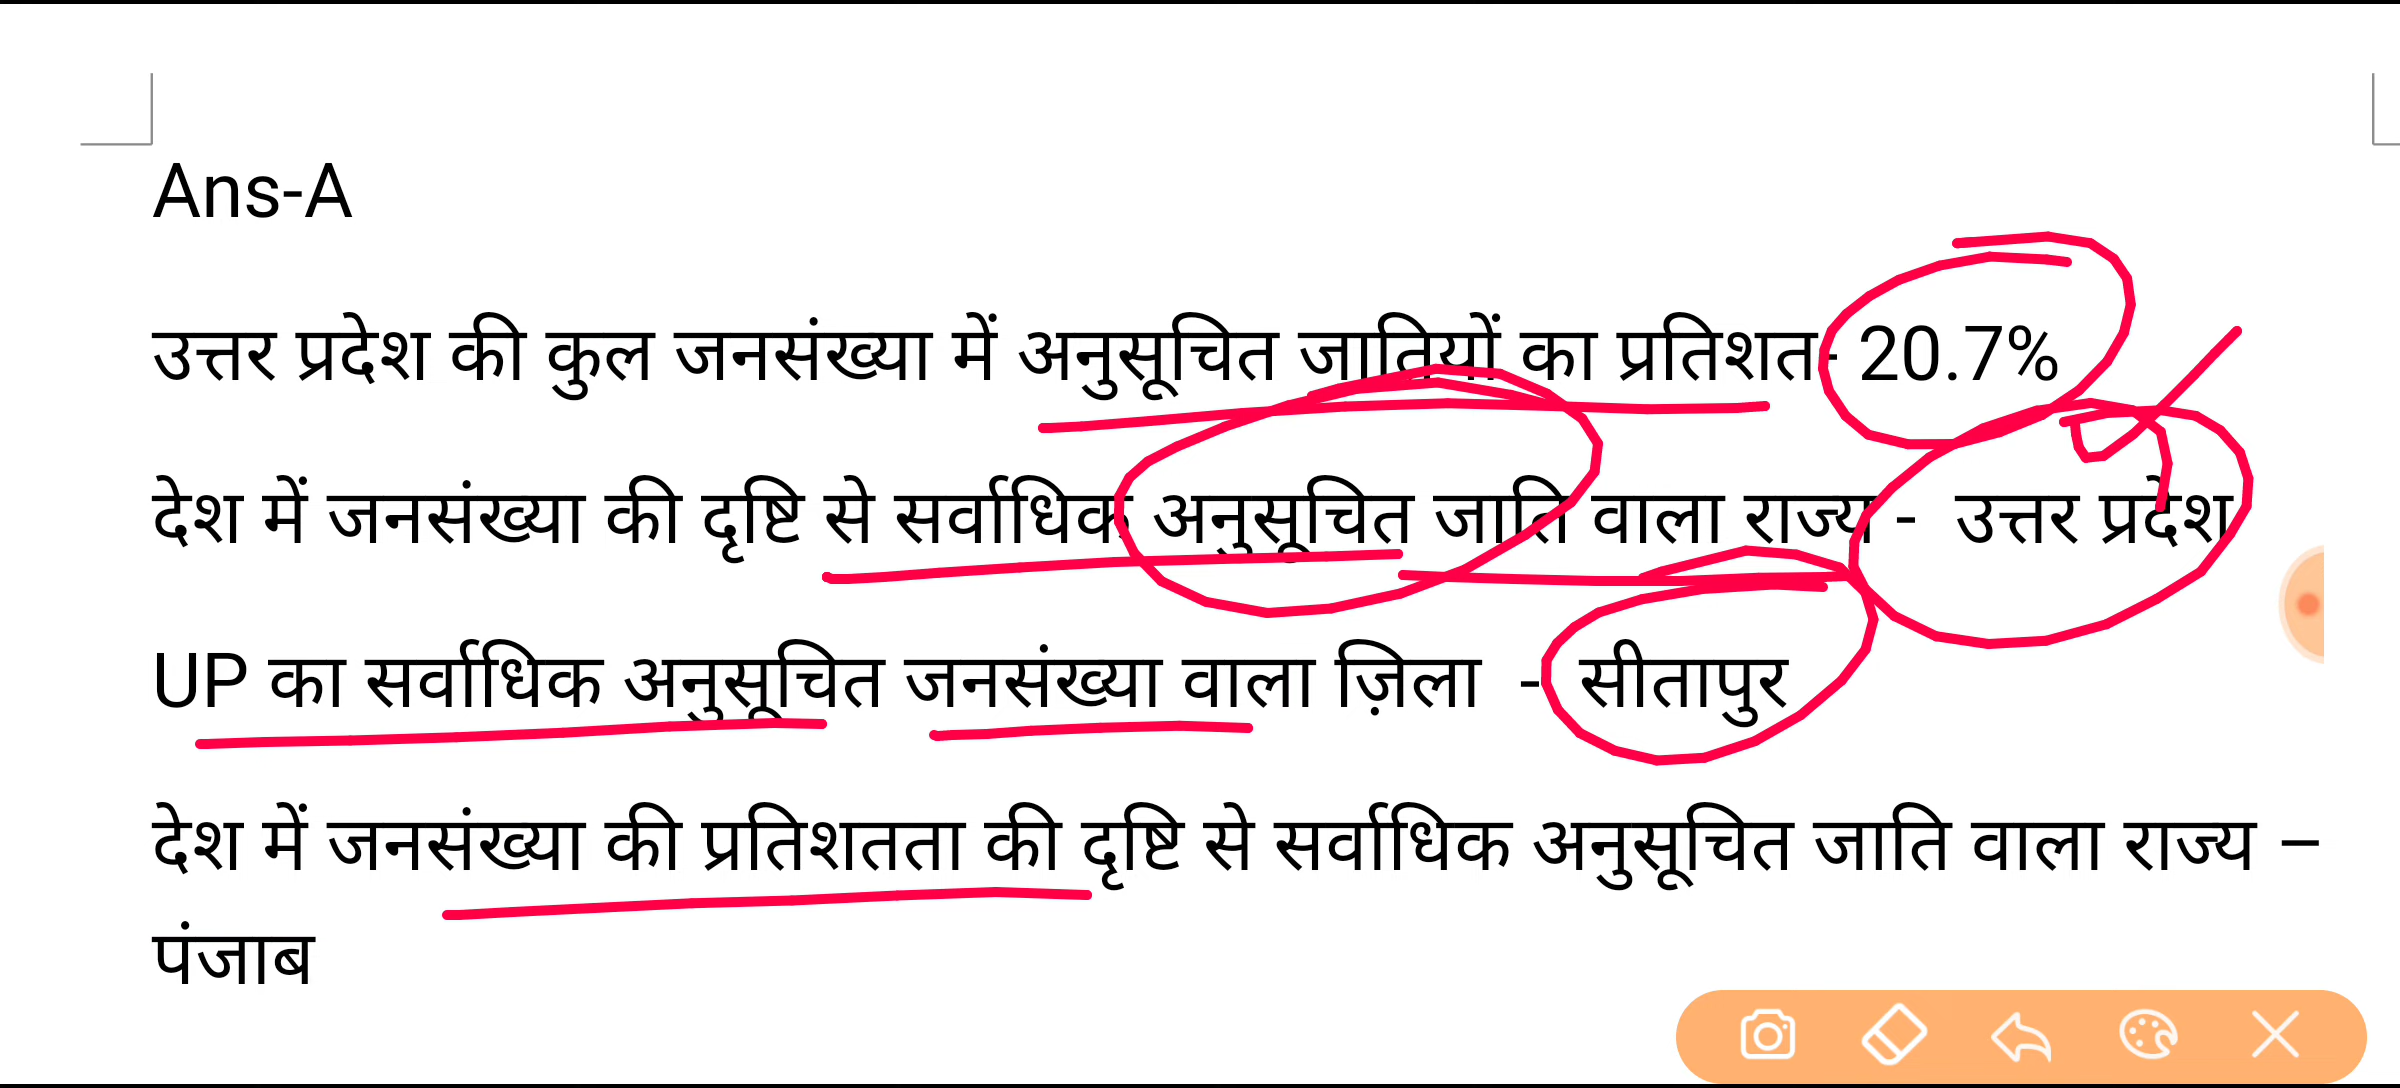 Ans-A
उत्तर प्रदेश की कुल जनसंख्या में अनुसूचित जातियों का प्रतिशत- 20.7%
देश में जनसंख्या की दृष्टि से सर्वाधिक अनुसूचित जाति वाला राज्य - उत्तर प्रदेश
UP का सर्वाधिक अनुसूचित जनसंख्या वाला ज़िला - सीतापुर
देश में जनसंख्या की प्रतिशतता की दृष्टि से सर्वाधिक अनुसूचित जाति वाला राज्य –
पंजाब